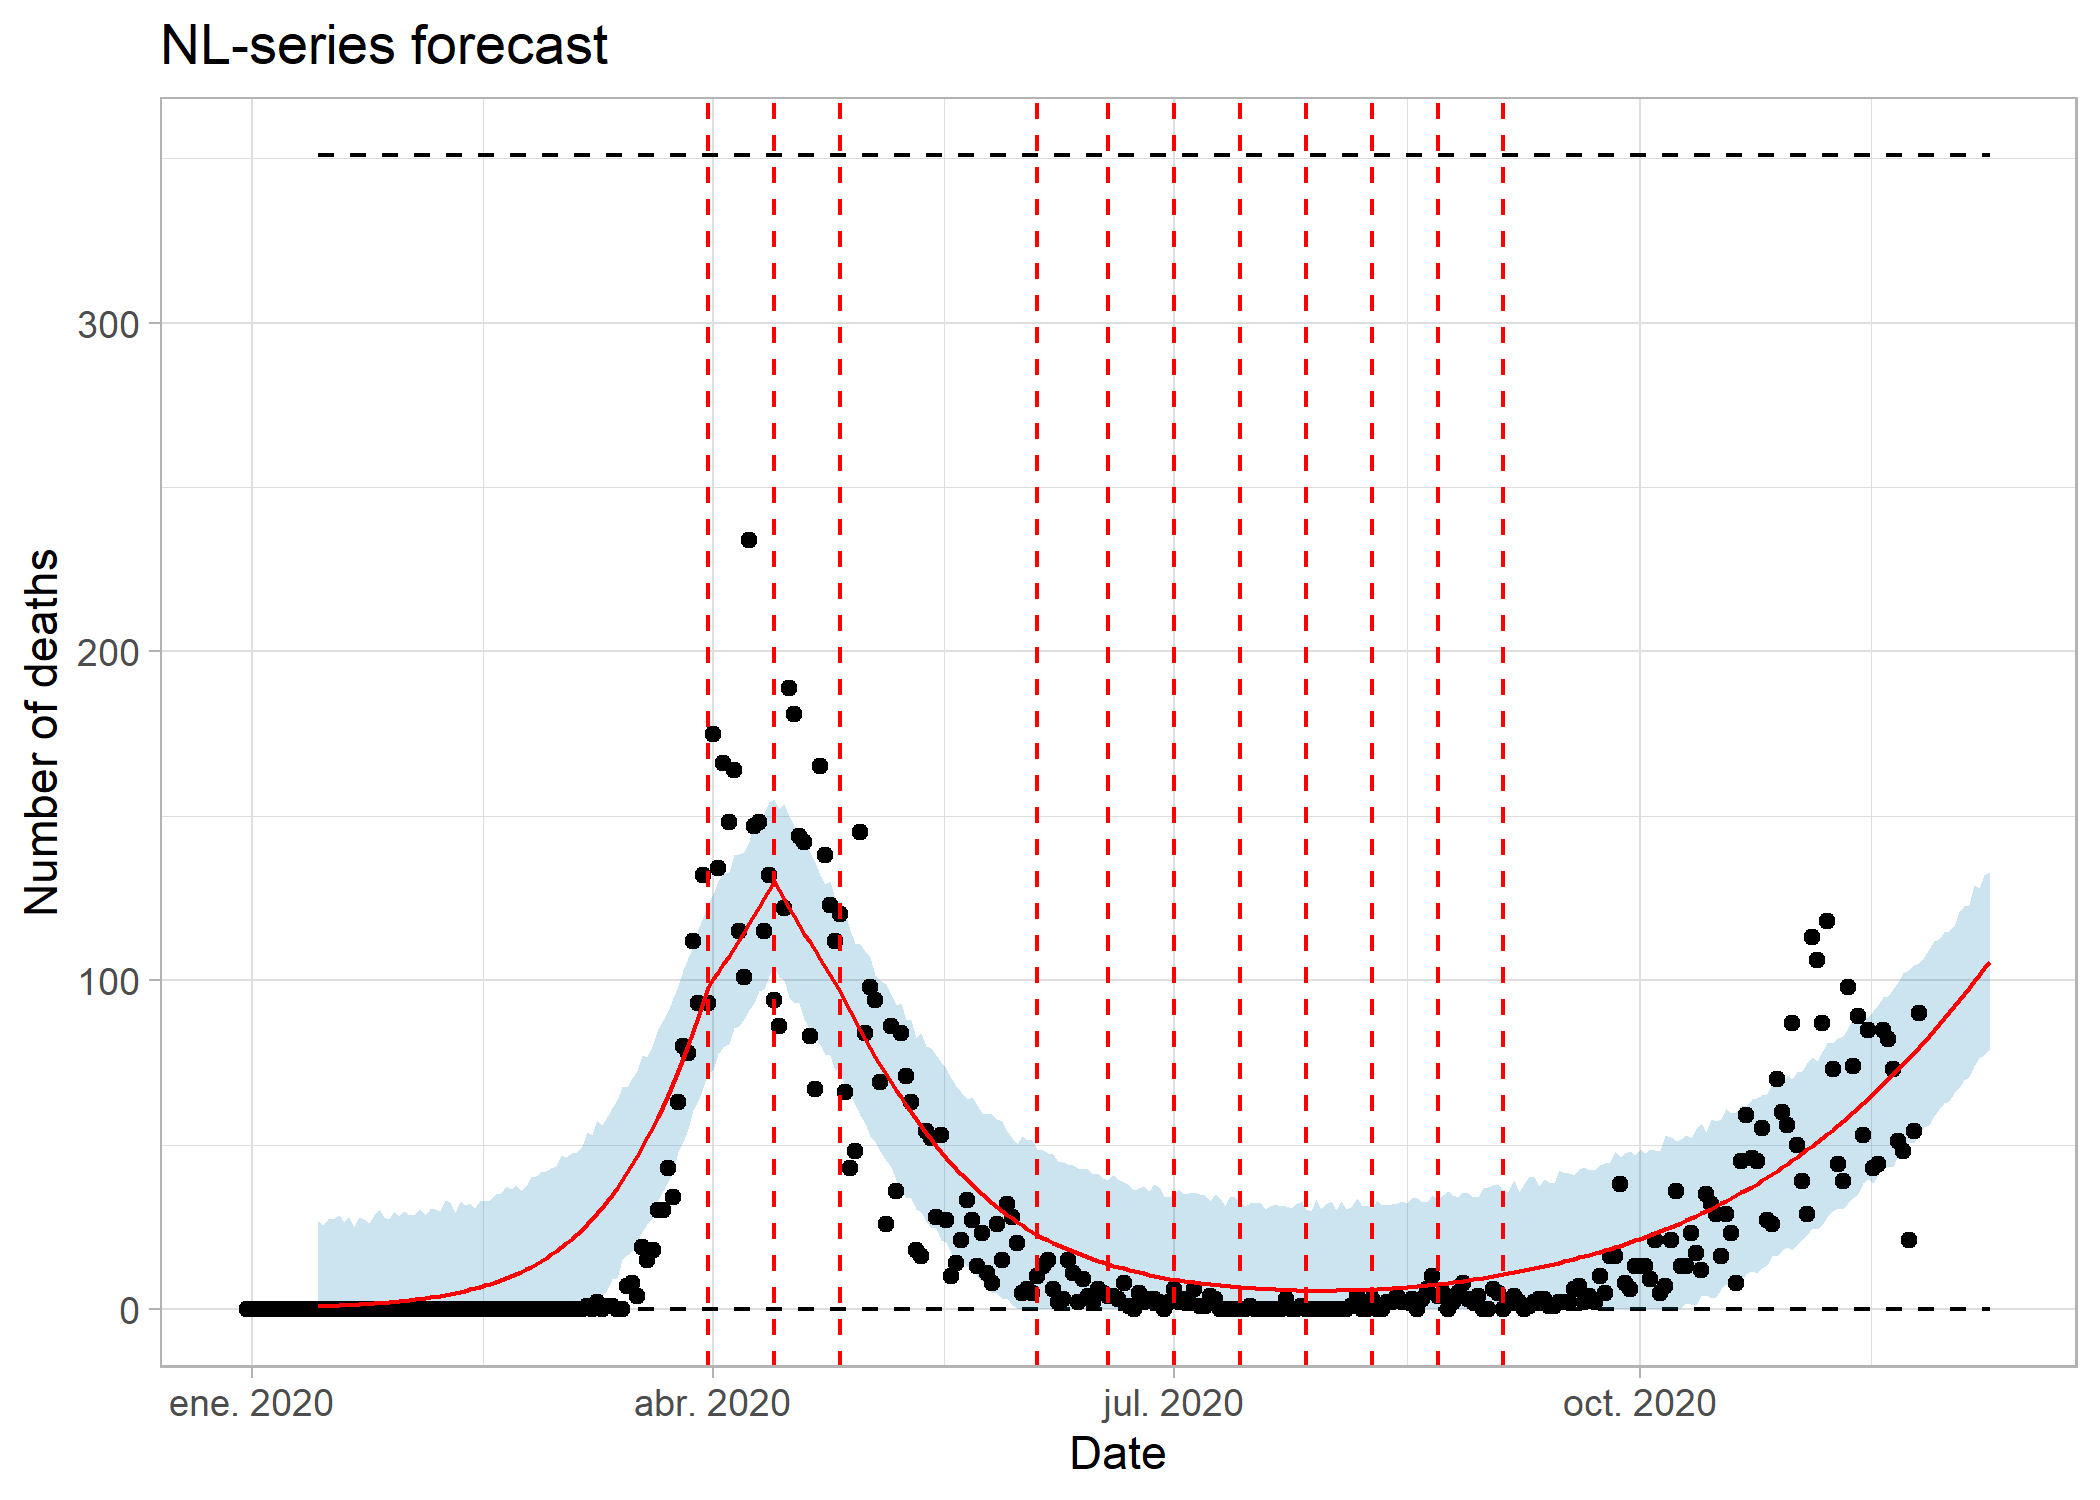 NL-series forecast
Number of deaths
300
200
100
0
ene. 2020
abr. 2020
jul. 2020
oct. 2020
Date